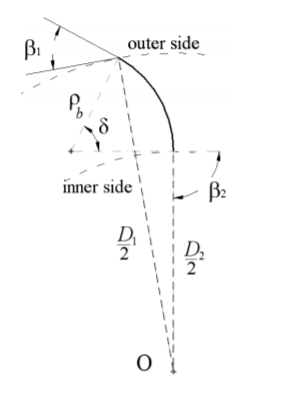 outer side
β1
ρb
δ
inner side
β2
D1
2
D2
2
O